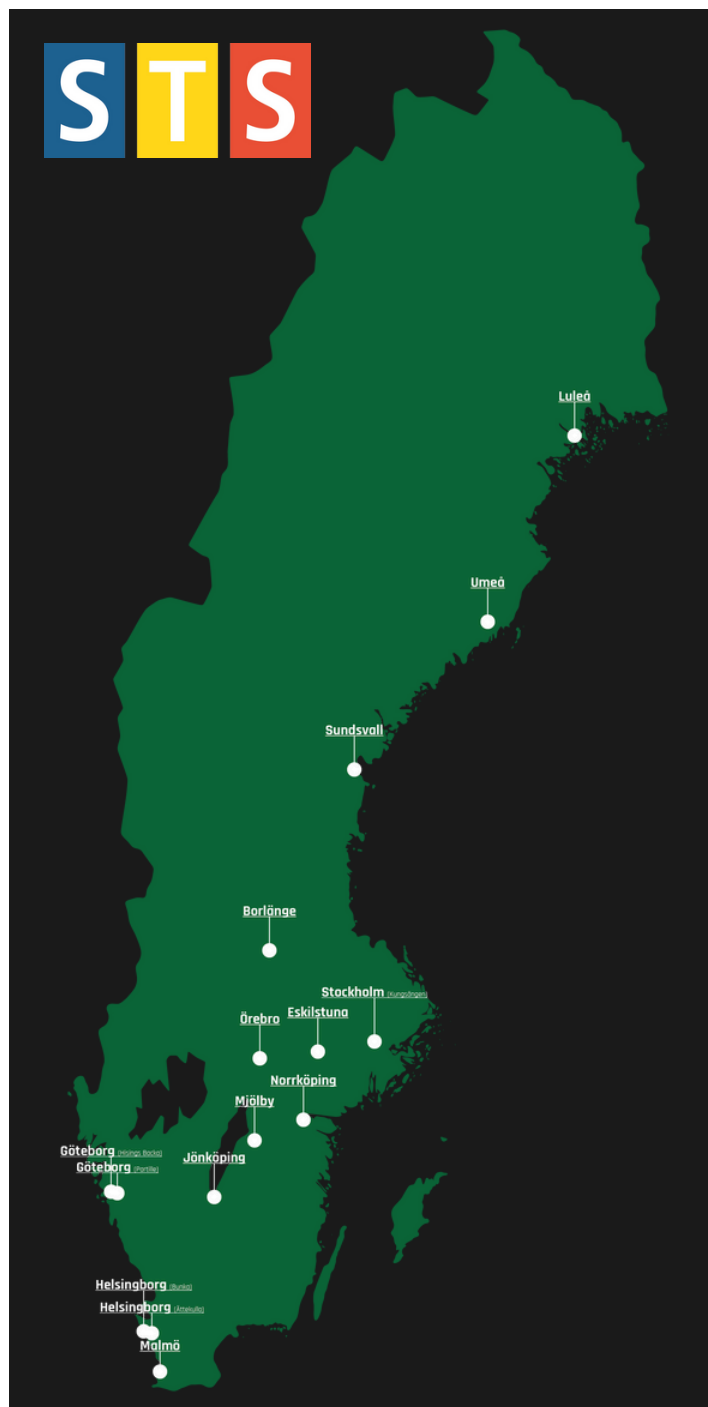 STS
Luleå
Umeå
Sundsvall
Borlänge
Stockholm (Kungsängen)
Eskilstuna
Örebro
Norrköping
Mjölby
Göteborg (Hisings Backa)
Jönköping
Göteborg (Partille)
Helsingborg (Bunka)
Helsingborg (Ättekulla)
Malmö